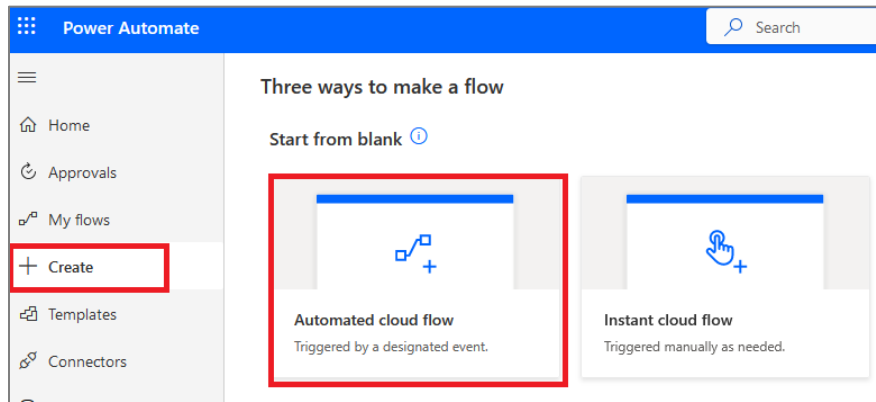 Power Automate
Search
Three ways to make a flow
Home
Start from blank
Approvals
My flows
Create
Templates
Automated cloud flow
Instant cloud flow
Triggered by a designated event.
Triggered manually as needed.
Connectors